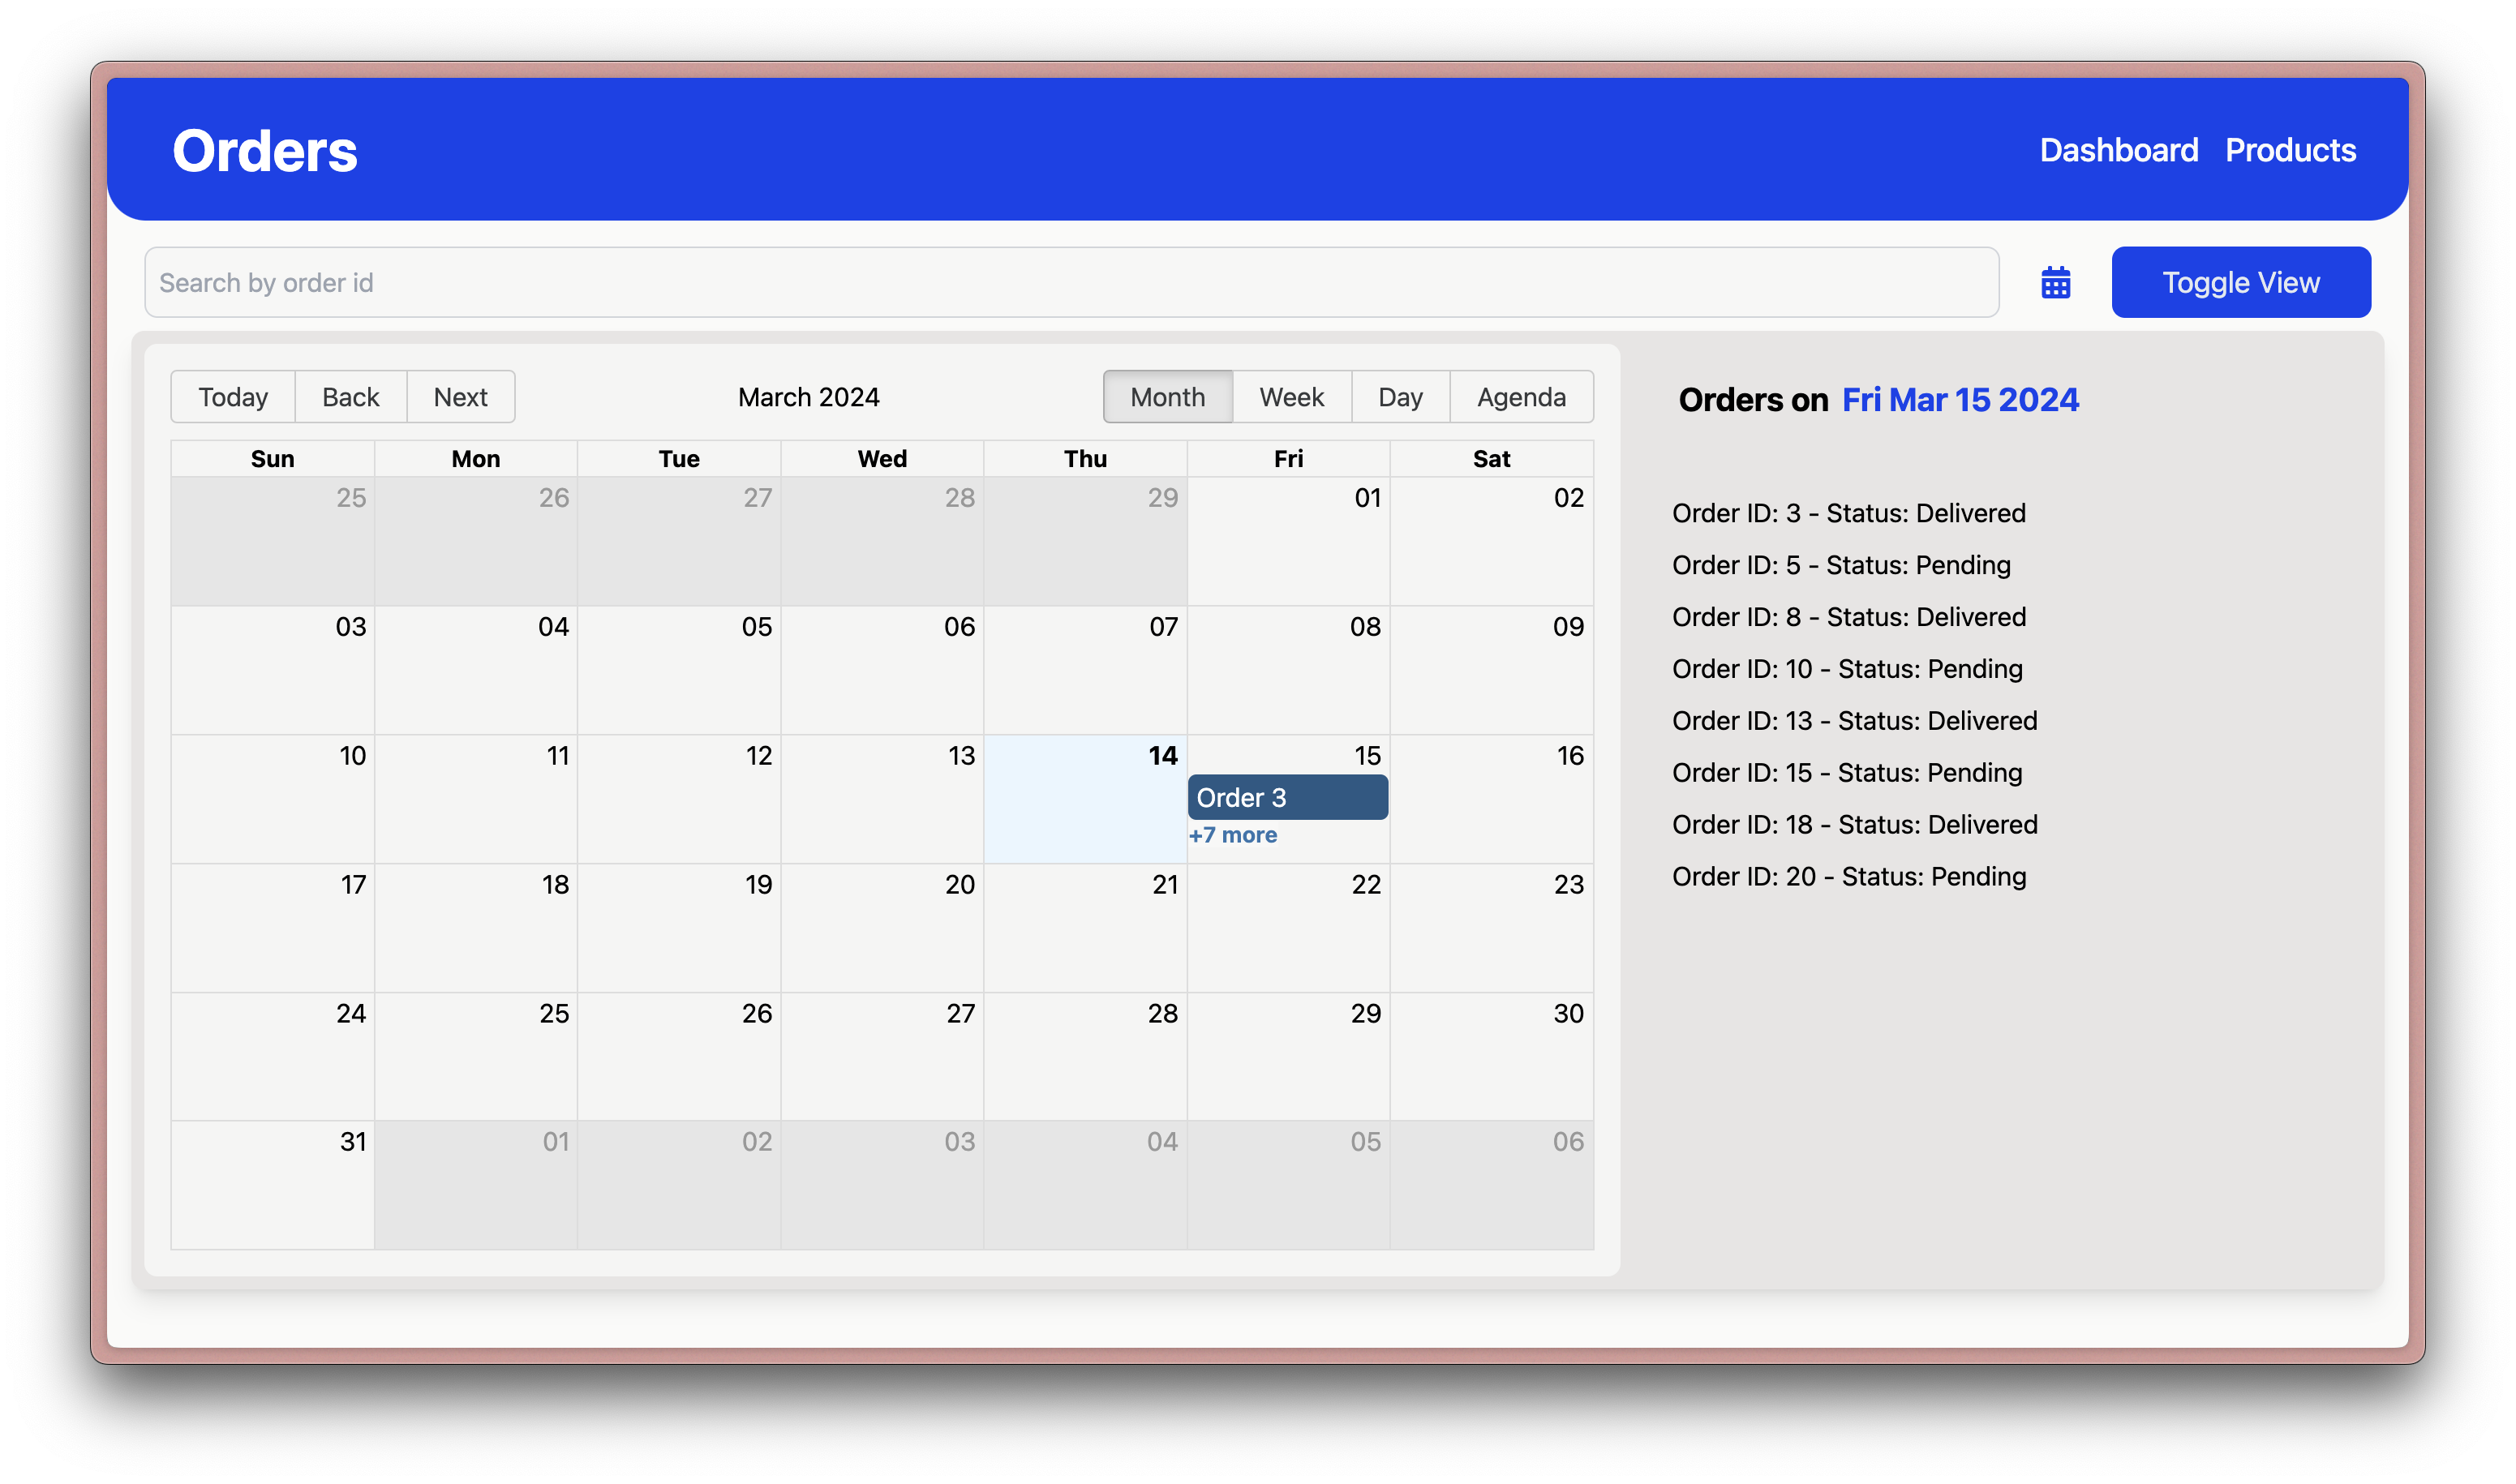 Orders
Dashboard Products
Search by order id
Toggle View
Today Back Next
March 2024
Month Week Day Agenda
Sun Mon Tue Wed Thu Fri Sat
25 26 27 28 29 01 02
03 04 05 06 07 08 09
10 11 12 13 14 15 16
Order 3
+7 more
17 18 19 20 21 22 23
24 25 26 27 28 29 30
31 01 02 03 04 05 06
Orders on Fri Mar 15 2024
Order ID: 3 - Status: Delivered
Order ID: 5 - Status: Pending
Order ID: 8 - Status: Delivered
Order ID: 10 - Status: Pending
Order ID: 13 - Status: Delivered
Order ID: 15 - Status: Pending
Order ID: 18 - Status: Delivered
Order ID: 20 - Status: Pending